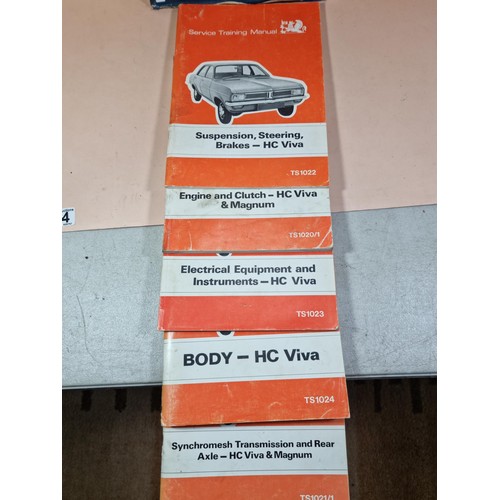 Service Training Manual
Suspension, Steering,
Brakes – HC Viva
TS1022
Engine and Clutch – HC Viva
& Magnum
TS1020/1
4
Electrical Equipment and
Instruments – HC Viva
TS1023
BODY – HC Viva
TS1024
Synchromesh Transmission and Rear
Axle – HC Viva & Magnum
TS1021/1